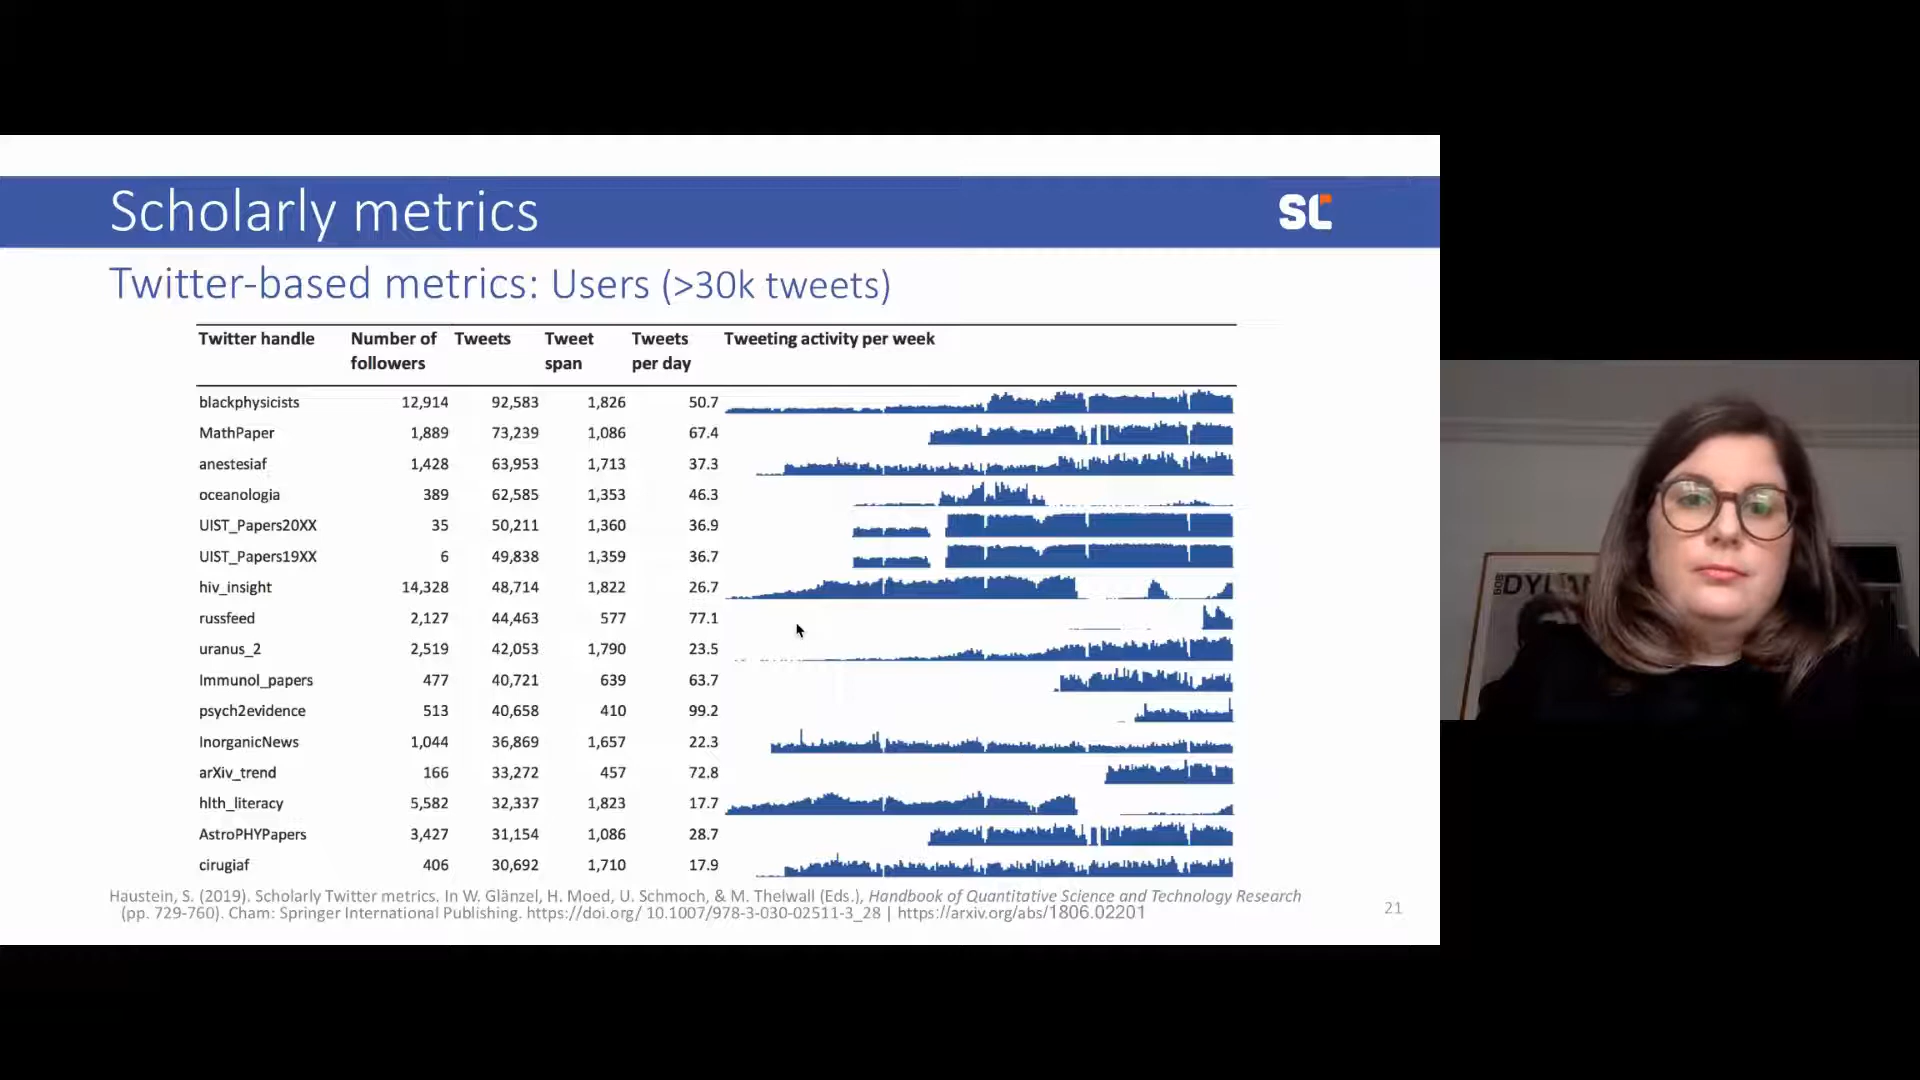 Scholarly metrics
SC
Twitter-based metrics: Users (>30k tweets)
Twitter handle Number of followers Tweets Tweet span Tweets per day Tweeting activity per week
blackphysicists 12,914 92,583 1,826 50.7
MathPaper 1,889 73,239 1,086 67.4
anestesiaf 1,428 63,953 1,713 37.3
oceanologia 389 62,585 1,353 46.3
UIST_Papers20XX 35 50,211 1,360 36.9
UIST_Papers19XX 6 49,838 1,359 36.7
hiv_insight 14,328 48,714 1,822 26.7
russfeed 2,127 44,463 577 77.1
uranus_2 2,519 42,053 1,790 23.5
Immunol_papers 477 40,721 639 63.7
psych2evidence 513 40,658 410 99.2
InorganicNews 1,044 36,869 1,657 22.3
arXiv_trend 166 33,272 457 72.8
hlth_literacy 5,582 32,337 1,823 17.7
AstroPHYPapers 3,427 31,154 1,086 28.7
cirugiaf 406 30,692 1,710 17.9
Haustein, S. (2019). Scholarly Twitter metrics. In W. Glänzel, H. Moed, U. Schmoch, & M. Thelwall (Eds.), Handbook of Quantitative Science and Technology Research
(pp. 729-760). Cham: Springer International Publishing. https://doi.org/ 10.1007/978-3-030-02511-3_28 | https://arxiv.org/abs/1806.02201
21
BOB